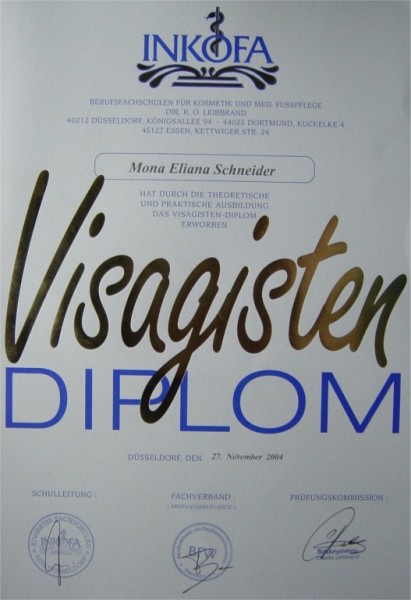 INKOFA
BERUFSFACHSCHULEN FÜR KOSMETIK UND MED. FUSSPFLEGE
DIR. R. O. LEIBBRAND
40212 DÜSSELDORF, KÖNIGSALLEE 94 · 44025 DORTMUND, KUCKELKE 4
45127 ESSEN, KETTWIGER STR. 24
Mona Eliana Schneider
HAT DURCH DIE THEORETISCHE
UND PRAKTISCHE AUSBILDUNG
DAS VISAGISTEN-DIPLOM
ERWORBEN
Visagisten
DIPLOM
DÜSSELDORF, DEN 27. November 2004
SCHULLEITUNG : FACHVERBAND : PRÜFUNGSKOMMISSION :
INKOFA